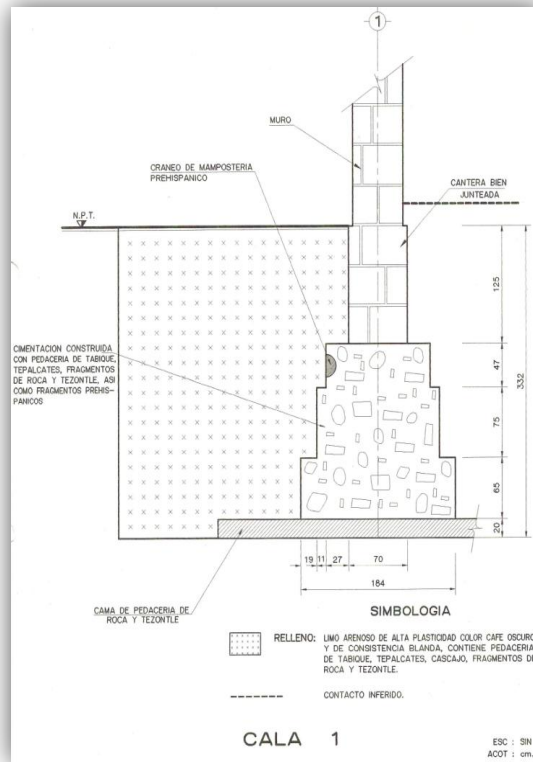 1
MURO
CRANEO DE MAMPOSTERIA
PREHISPANICO
CANTERA BIEN
JUNTEADA
N.P.T.
125
CIMENTACION CONSTRUIDA
CON PEDACERIA DE TABIQUE,
TEPALCATES, FRAGMENTOS
DE ROCA Y TEZONTLE, ASI
COMO FRAGMENTOS PREHIS-
PANICOS
47
332
75
65
20
19 11 27 70
184
CAMA DE PEDACERIA DE
ROCA Y TEZONTLE
SIMBOLOGIA
RELLENO: LIMO ARENOSO DE ALTA PLASTICIDAD COLOR CAFE OSCURO
Y DE CONSISTENCIA BLANDA, CONTIENE PEDACERIA
DE TABIQUE, TEPALCATES, CASCAJO, FRAGMENTOS DE
ROCA Y TEZONTLE.
CONTACTO INFERIDO.
CALA 1
ESC : SIN
ACOT : cm.